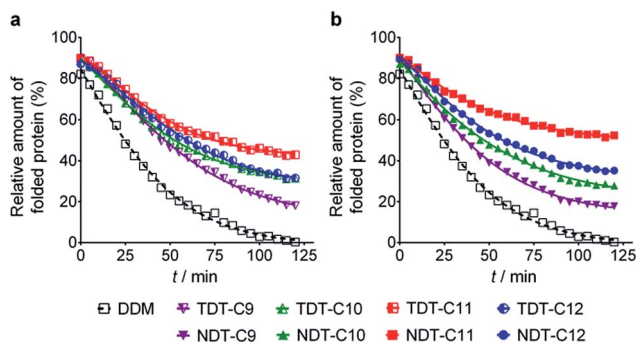 a
b
Relative amount of
folded protein (%)
100
80
60
40
20
0
0 25 50 75 100 125
t / min
Relative amount of
folded protein (%)
100
80
60
40
20
0
0 25 50 75 100 125
t / min
DDM TDT-C9 TDT-C10 TDT-C11 TDT-C12
NDT-C9 NDT-C10 NDT-C11 NDT-C12